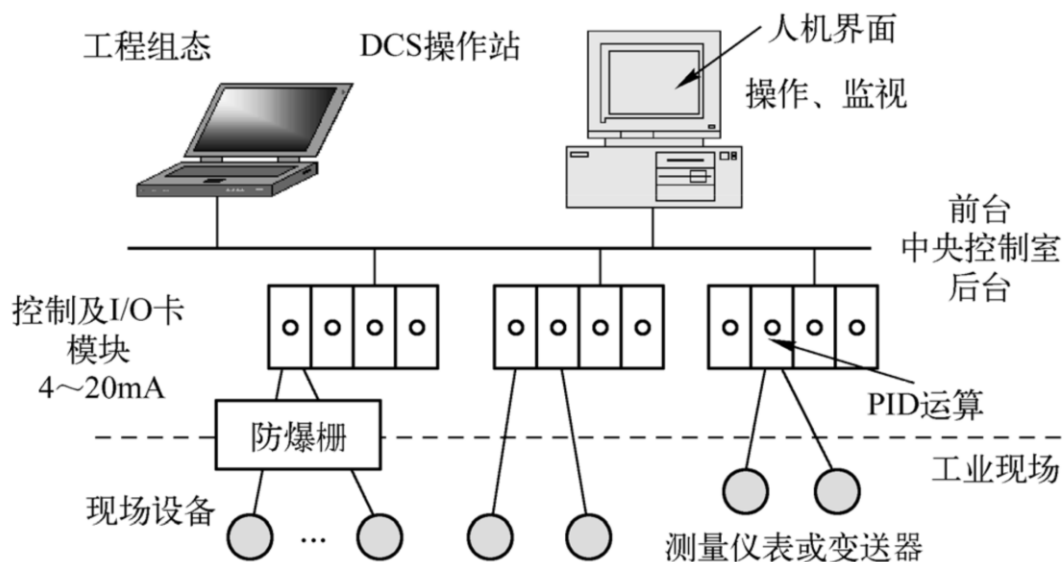 工程组态
DCS操作站
人机界面
操作、监视
前台
中央控制室
后台
控制及I/O卡
模块
4～20mA
PID运算
防爆栅
工业现场
现场设备
...
测量仪表或变送器